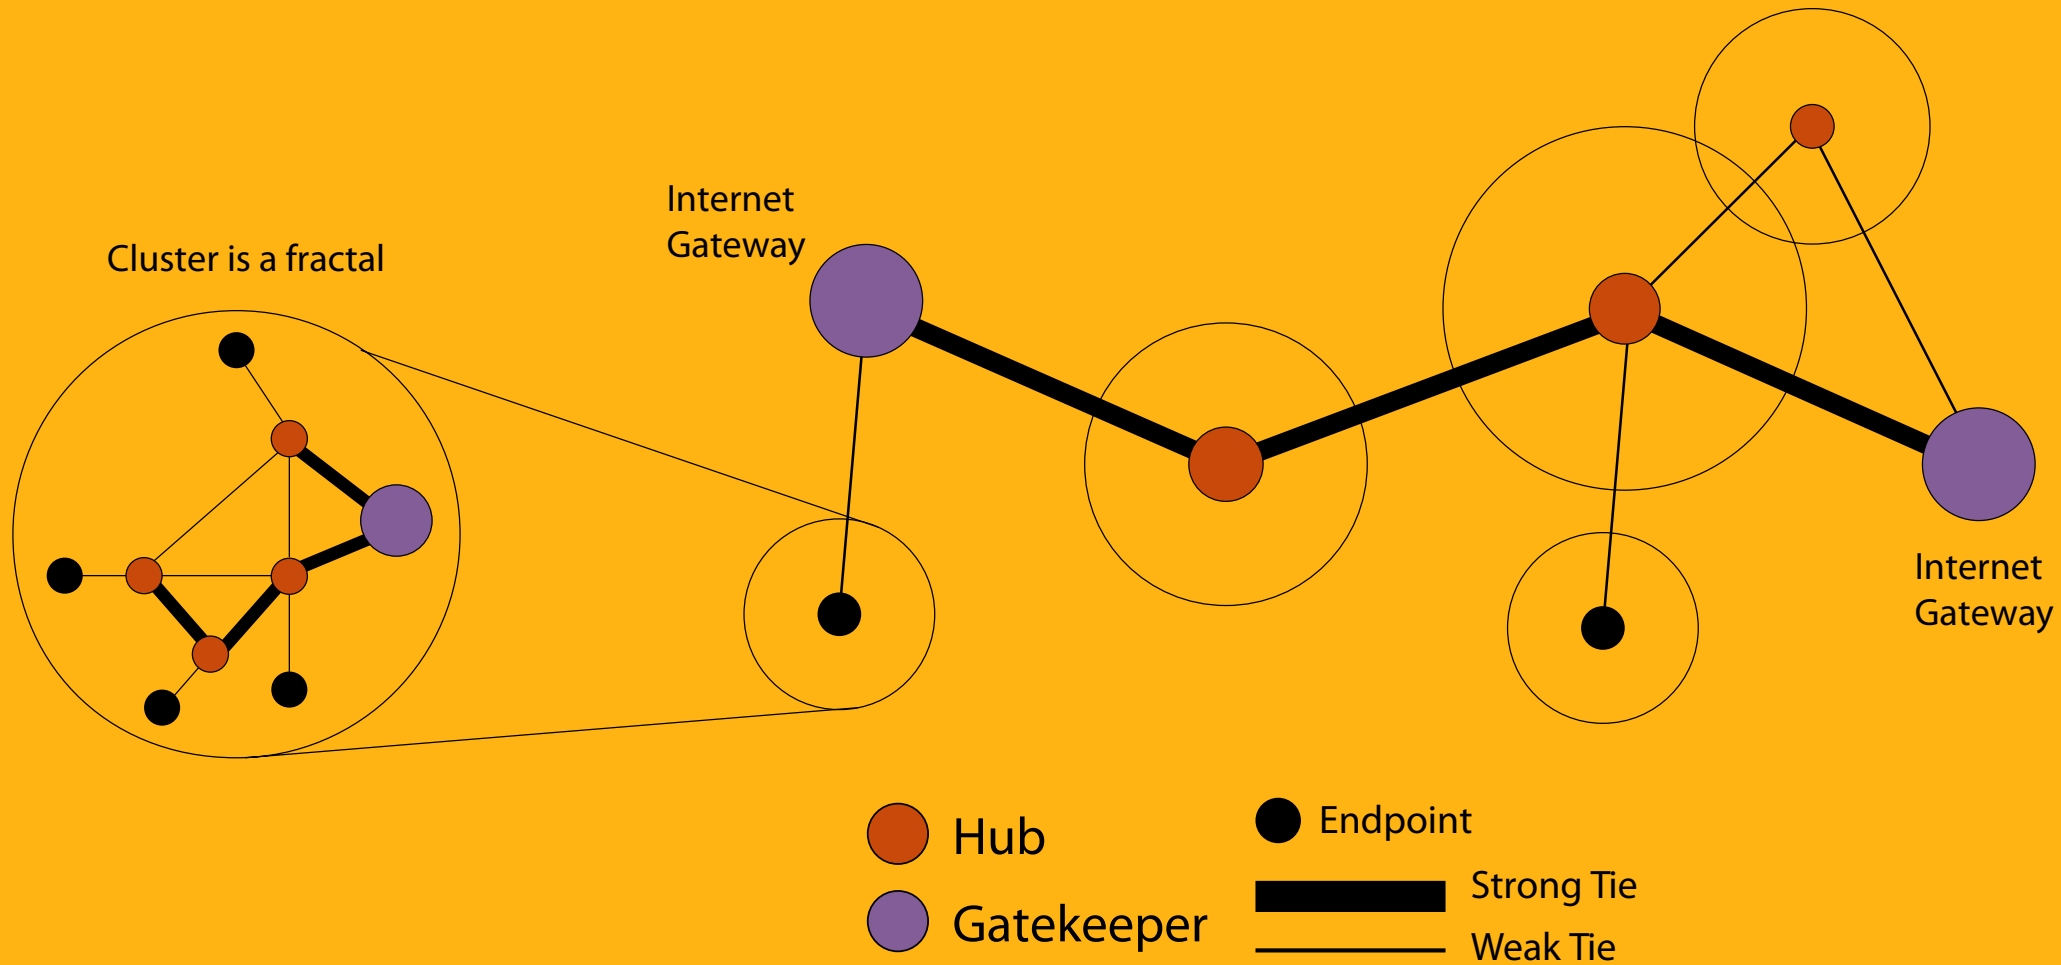 Cluster is a fractal
Internet
Gateway
Internet
Gateway
Hub
Gatekeeper
Endpoint
Strong Tie
Weak Tie